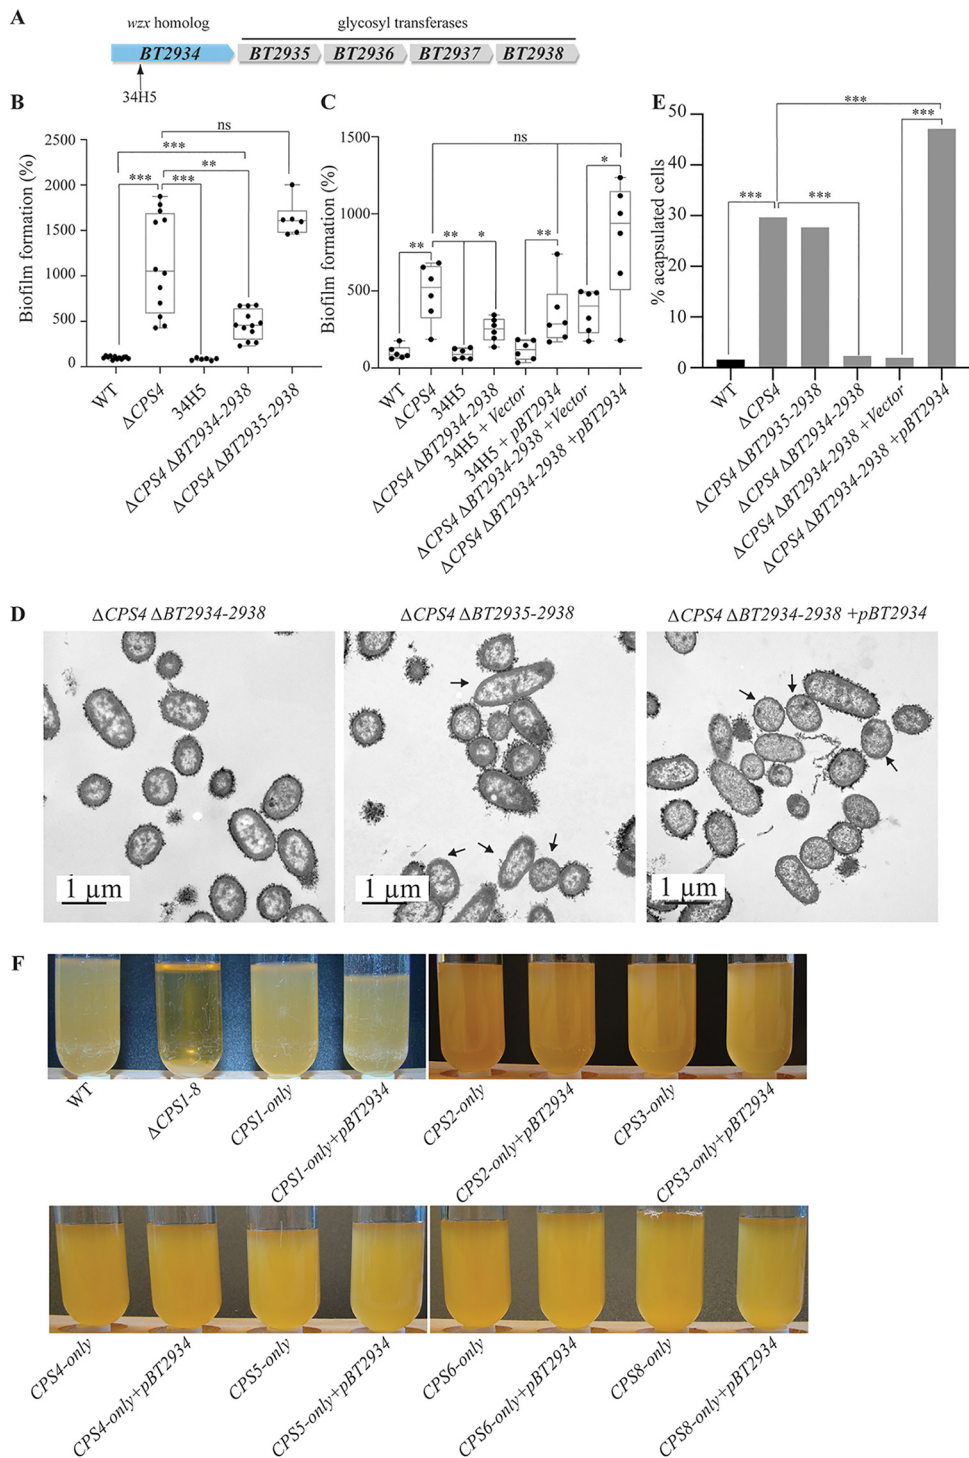 A
wzx homolog
glycosyl transferases
BT2934
BT2935
BT2936
BT2937
BT2938
34H5
B
Biofilm formation (%)
2500
2000
1500
1000
500
0
ns
***
**
***
***
WT
ΔCPS4
34H5
ΔCPS4 ΔBT2934-2938
ΔCPS4 ΔBT2935-2938
C
Biofilm formation (%)
1500
1000
500
0
ns
*
**
**
*
**
WT
ΔCPS4
34H5
ΔCPS4 ΔBT2934-2938
34H5 + Vector
34H5 + pBT2934
ΔCPS4 ΔBT2934-2938 +Vector
ΔCPS4 ΔBT2934-2938 +pBT2934
E
% acapsulated cells
50
40
30
20
10
0
***
***
***
***
WT
ΔCPS4
ΔCPS4 ΔBT2935-2938
ΔCPS4 ΔBT2934-2938
ΔCPS4 ΔBT2934-2938 +Vector
ΔCPS4 ΔBT2934-2938 +pBT2934
D
ΔCPS4 ΔBT2934-2938
ΔCPS4 ΔBT2935-2938
ΔCPS4 ΔBT2934-2938 +pBT2934
1 µm
1 µm
1 µm
F
WT
ΔCPS1-8
CPS1-only
CPS1-only+pBT2934
CPS2-only
CPS2-only+pBT2934
CPS3-only
CPS3-only+pBT2934
CPS4-only
CPS4-only+pBT2934
CPS5-only
CPS5-only+pBT2934
CPS6-only
CPS6-only+pBT2934
CPS8-only
CPS8-only+pBT2934